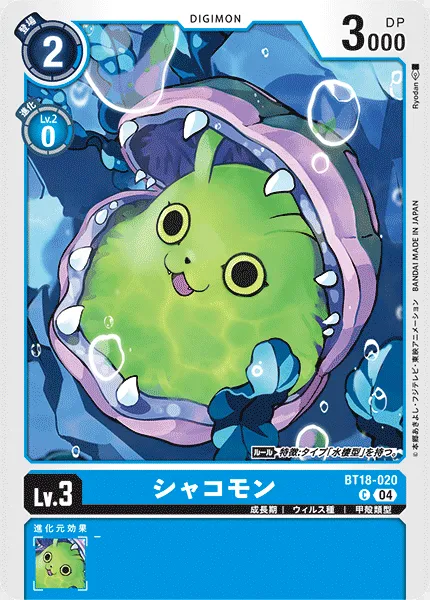 DIGIMON
登場
2
進化
Lv.2
0
3000
DP
Ryodan
BANDAI MADE IN JAPAN
© 本郷あきよし・フジテレビ・東映アニメーション
ルール 特徴:タイプ「水棲型」を持つ。
Lv.3
シャコモン
BT18-020
C 04
成長期 | ウィルス種 | 甲殻類型
進化元効果
ー